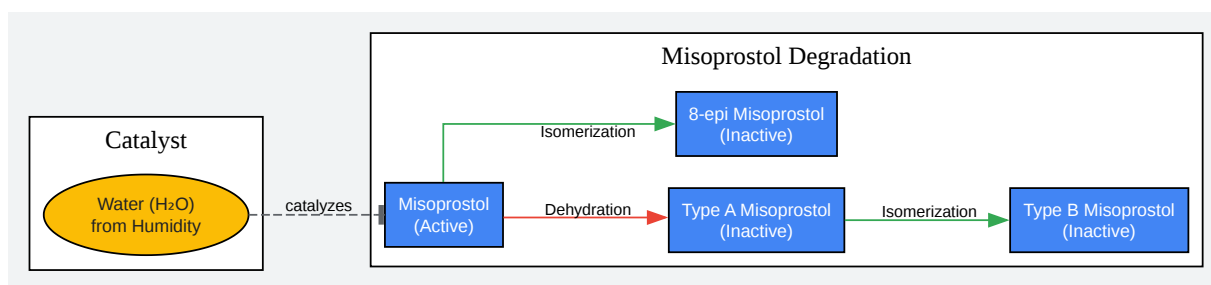 Misoprostol Degradation
Catalyst
Water (H₂O)
from Humidity
catalyzes
Misoprostol
(Active)
Isomerization
8-epi Misoprostol
(Inactive)
Dehydration
Type A Misoprostol
(Inactive)
Isomerization
Type B Misoprostol
(Inactive)